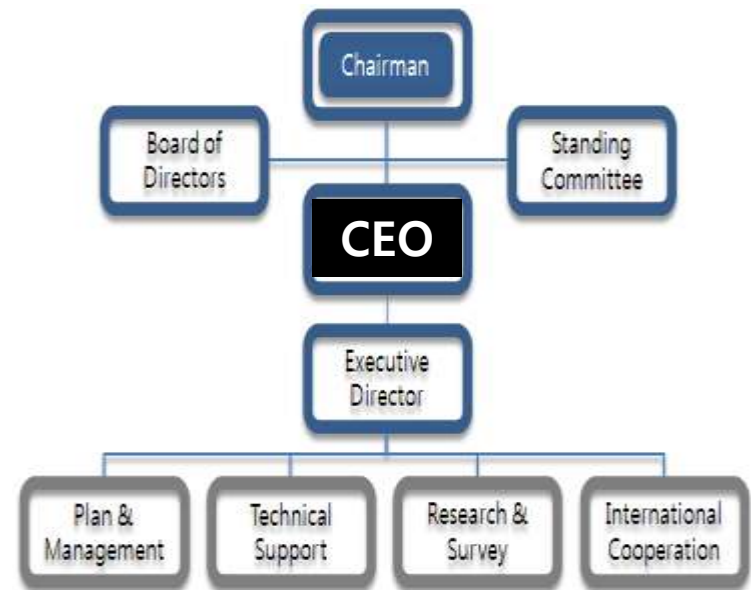 Chairman
Board of
Directors
Standing
Committee
CEO
Executive
Director
Plan &
Management
Technical
Support
Research &
Survey
International
Cooperation